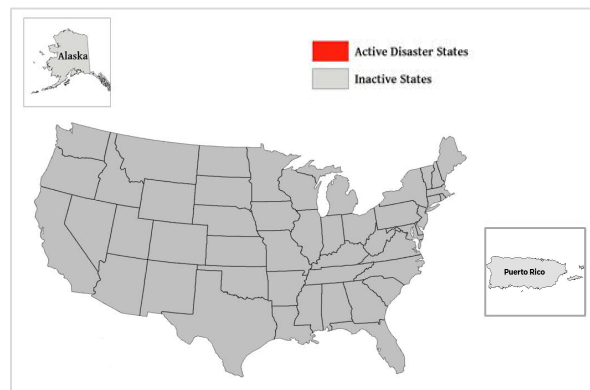 Alaska
Active Disaster States
Inactive States
Puerto Rico